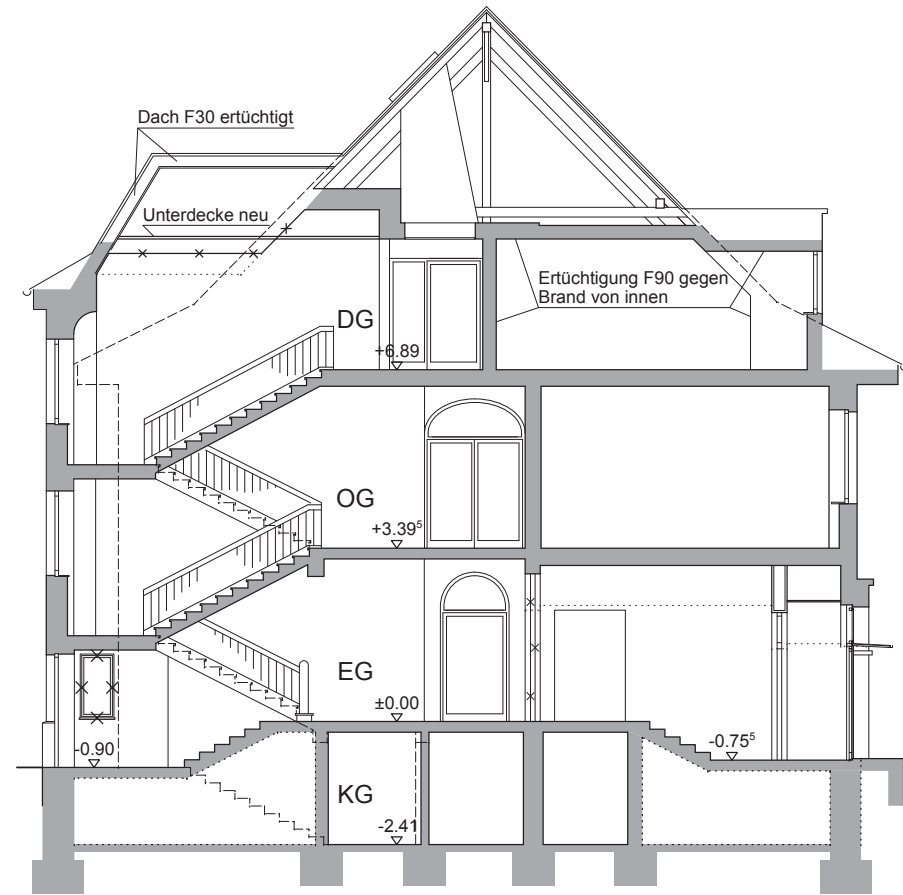 Dach F30 ertüchtigt
Unterdecke neu
Ertüchtigung F90 gegen
Brand von innen
DG
+6.89
OG
+3.39⁵
EG
±0.00
-0.90
-0.75⁵
KG
-2.41